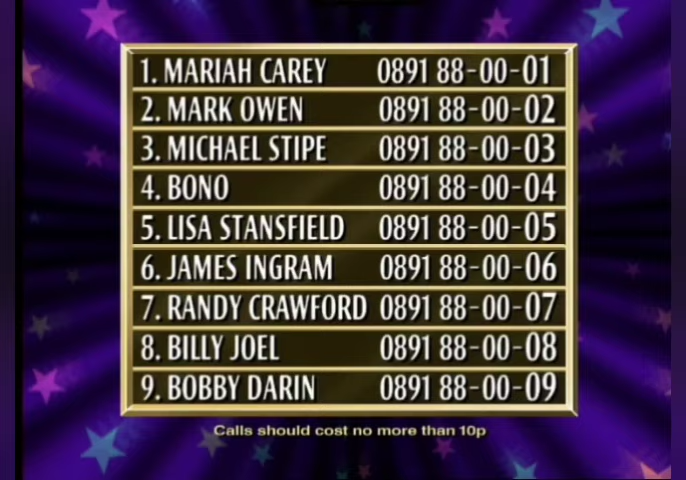 1. MARIAH CAREY 0891 88-00-01
2. MARK OWEN 0891 88-00-02
3. MICHAEL STIPE 0891 88-00-03
4. BONO 0891 88-00-04
5. LISA STANSFIELD 0891 88-00-05
6. JAMES INGRAM 0891 88-00-06
7. RANDY CRAWFORD 0891 88-00-07
8. BILLY JOEL 0891 88-00-08
9. BOBBY DARIN 0891 88-00-09
Calls should cost no more than 10p